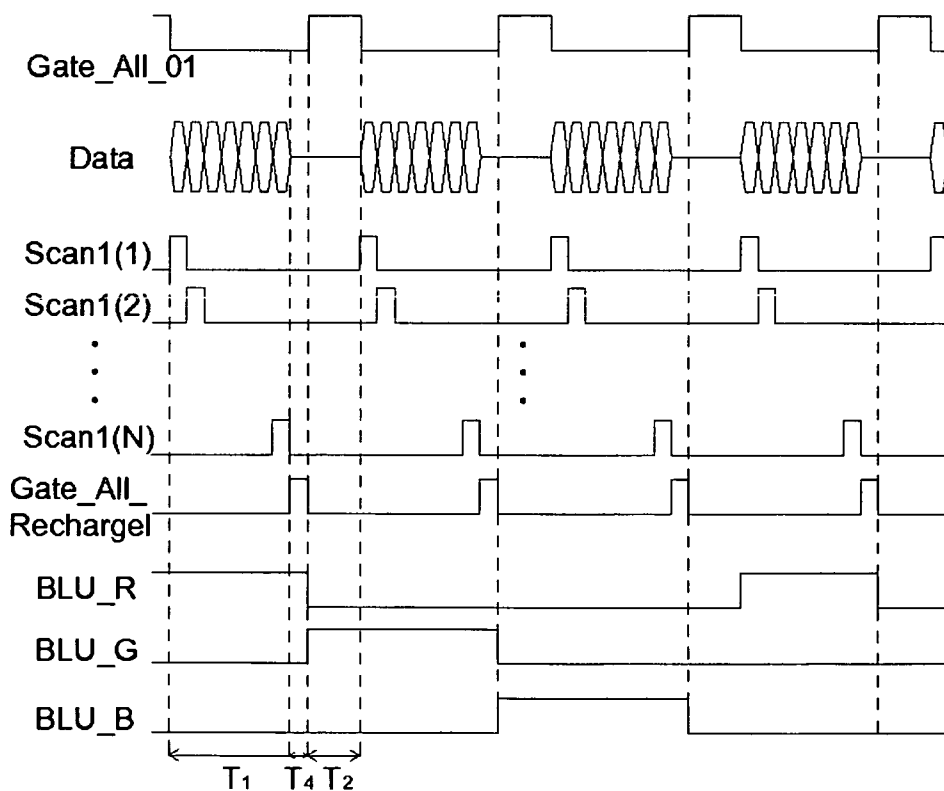 Gate_All_01
Data
Scan1(1)
Scan1(2)
Scan1(N)
Gate_All_
Rechargel
BLU_R
BLU_G
BLU_B
T1 T4 T2